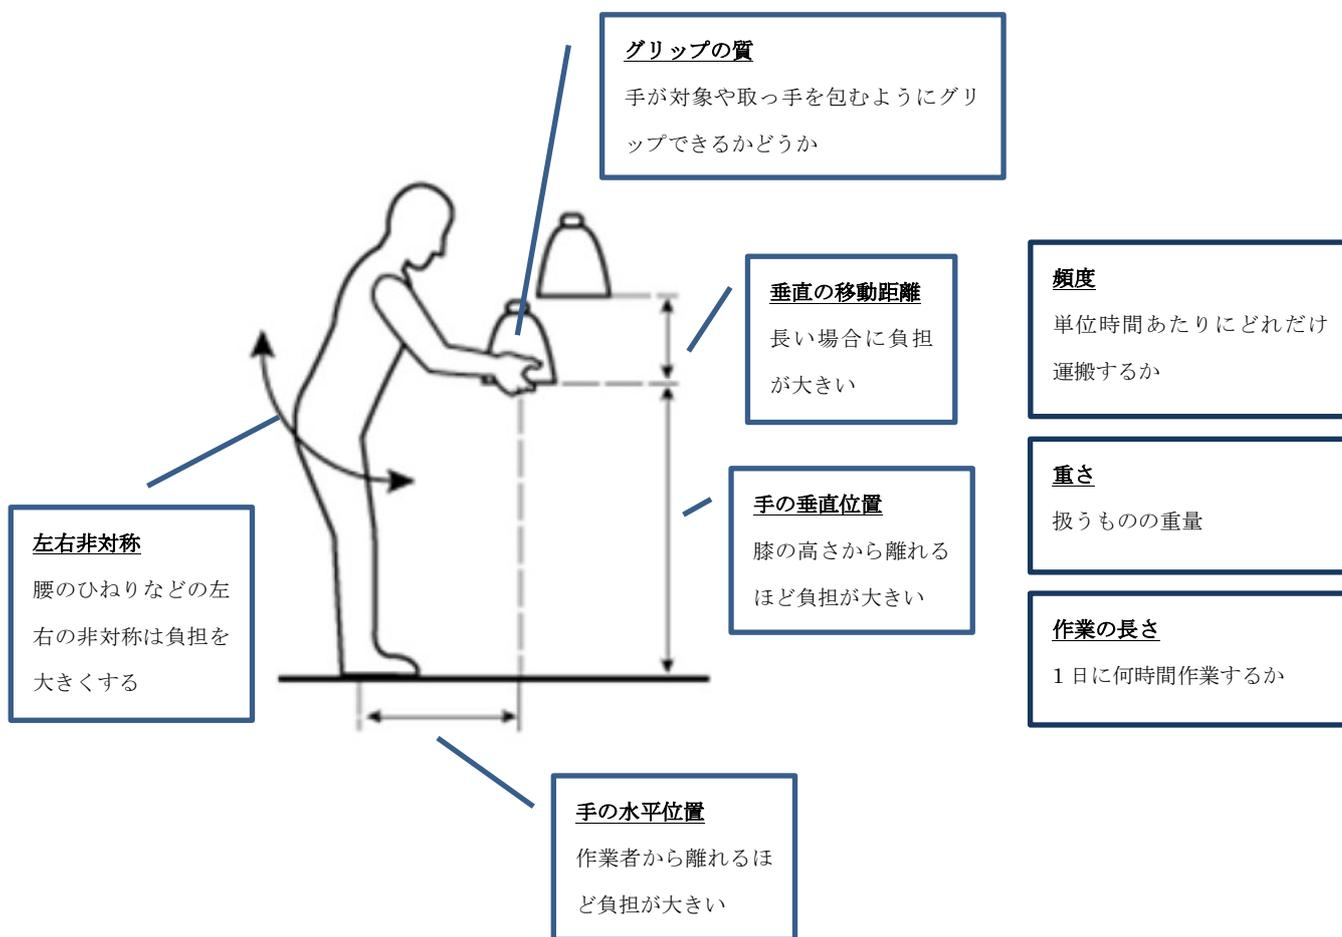 グリップの質
手が対象や取っ手を包むようにグリ
ップできるかどうか
垂直の移動距離
長い場合に負担
が大きい
頻度
単位時間あたりにどれだけ
運搬するか
手の垂直位置
膝の高さから離れる
ほど負担が大きい
重さ
扱うものの重量
左右非対称
腰のひねりなどの左
右の非対称は負担を
大きくする
作業の長さ
1 日に何時間作業するか
手の水平位置
作業者から離れるほ
ど負担が大きい